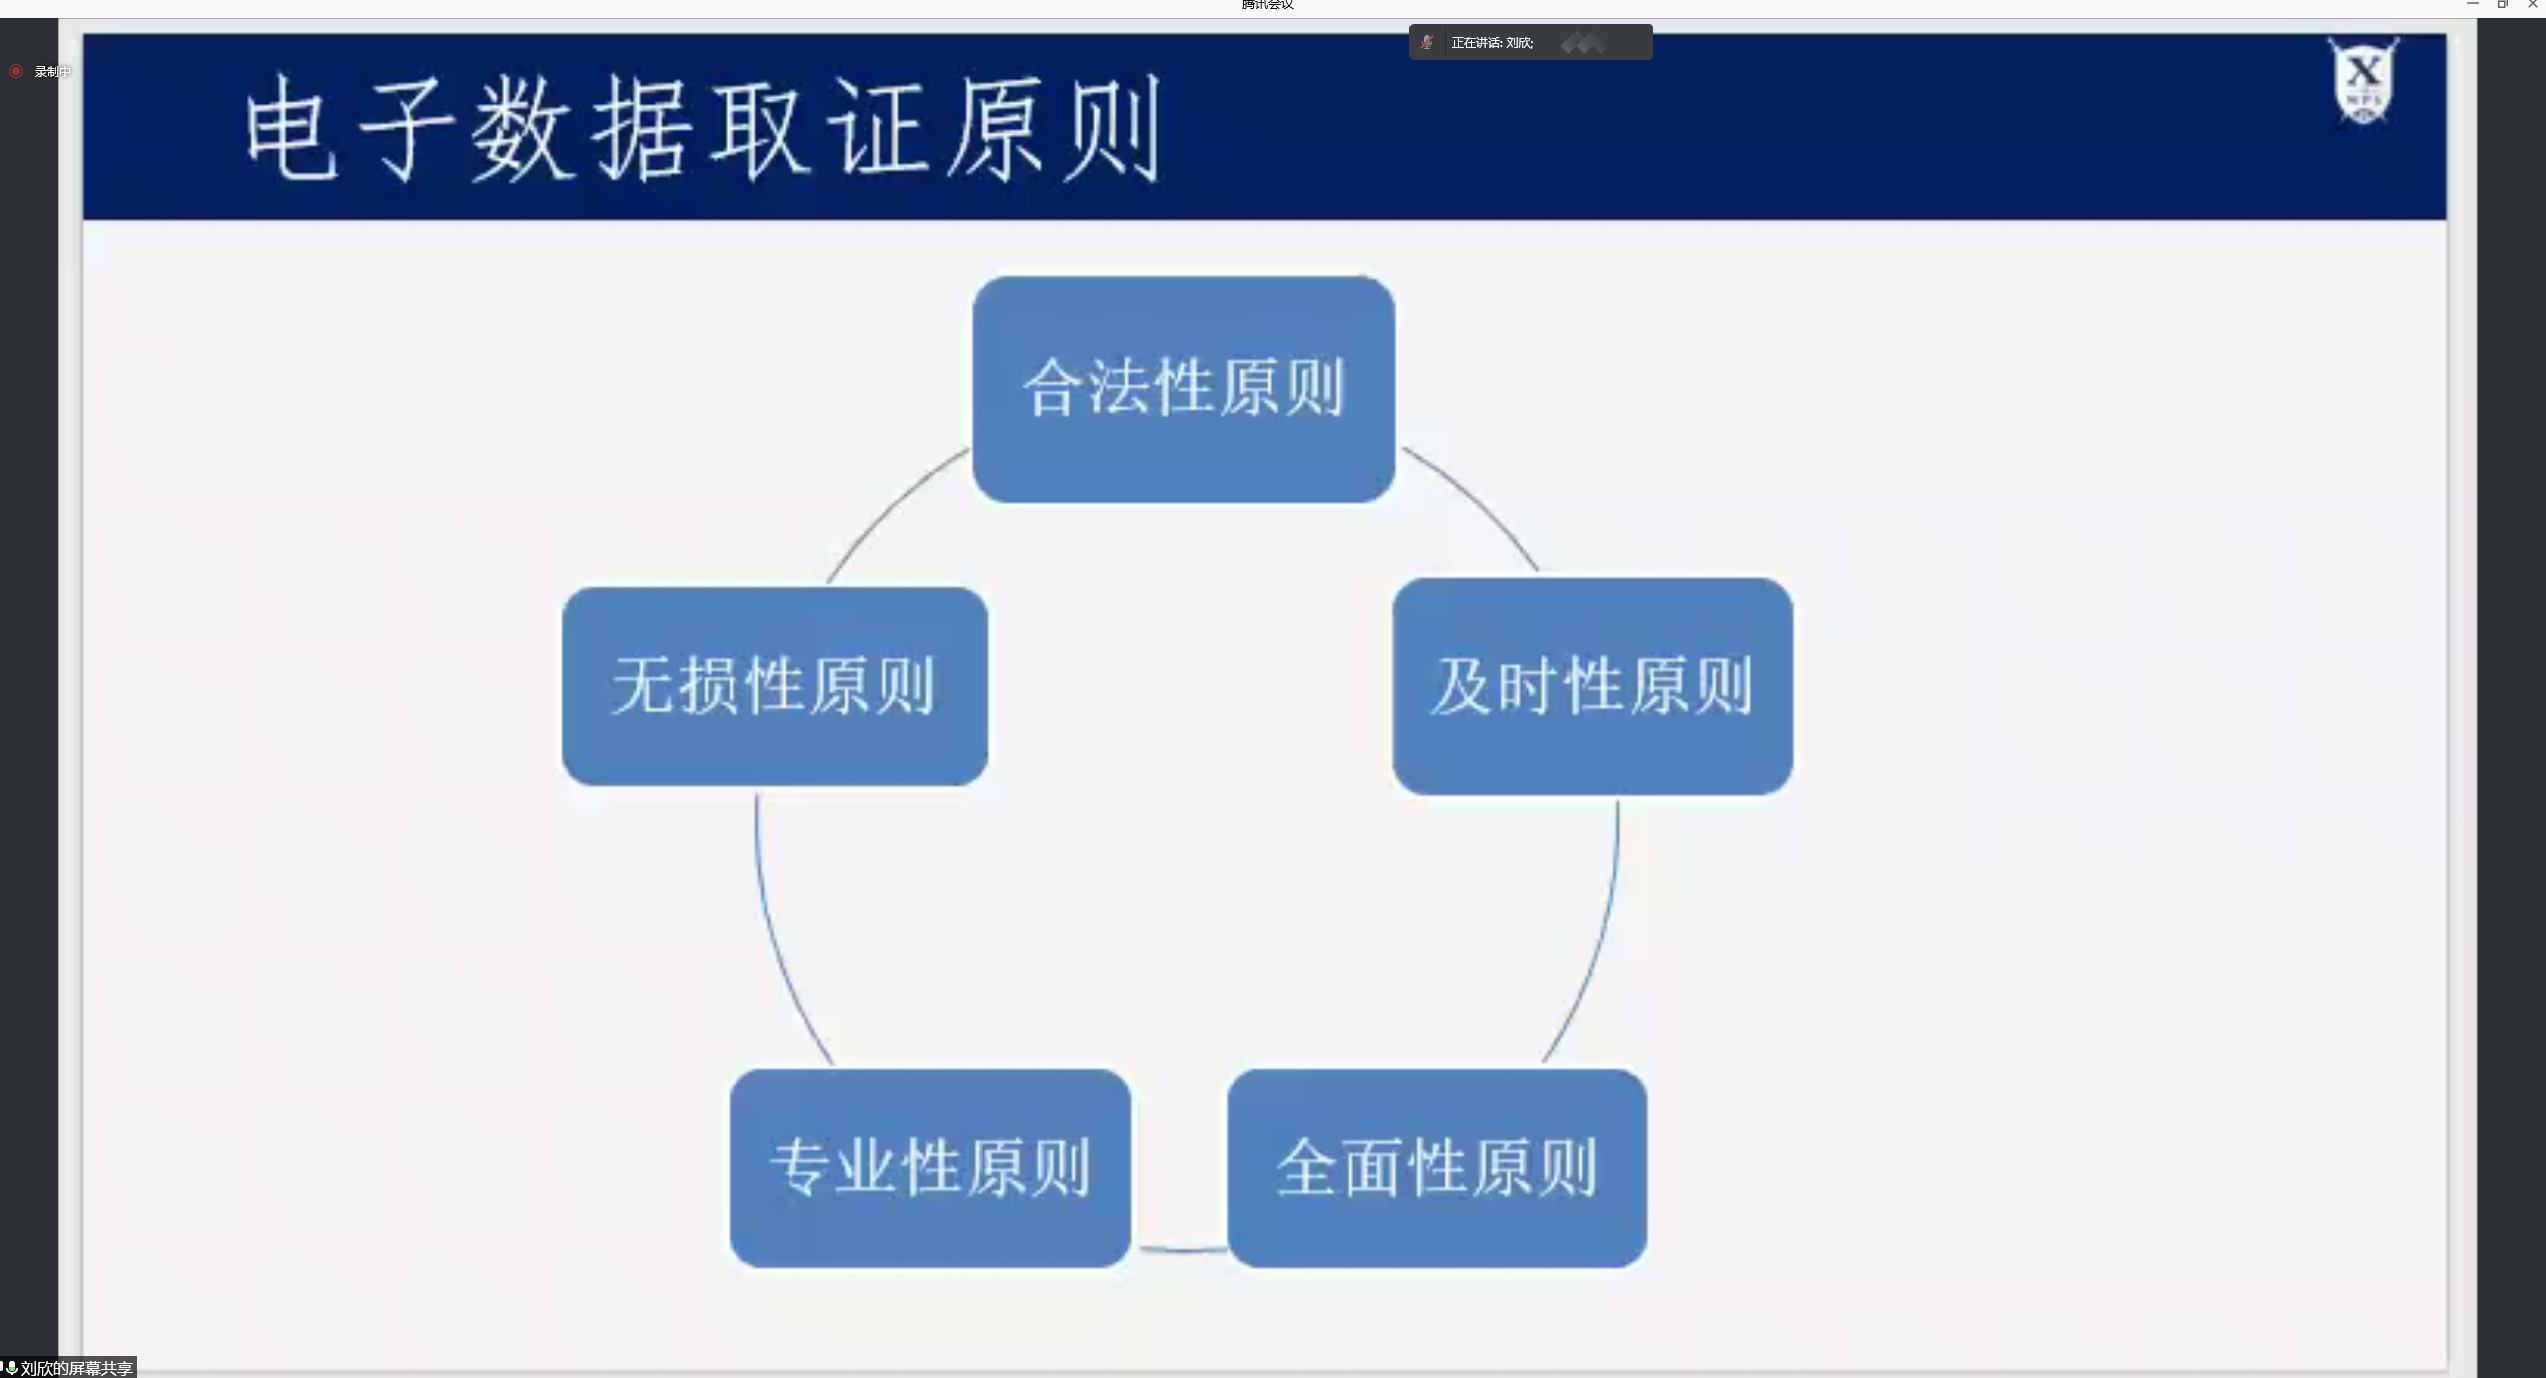 腾讯会议
正在讲话: 刘欣;
录制中
电子数据取证原则
X
合法性原则
无损性原则
及时性原则
专业性原则
全面性原则
刘欣的屏幕共享